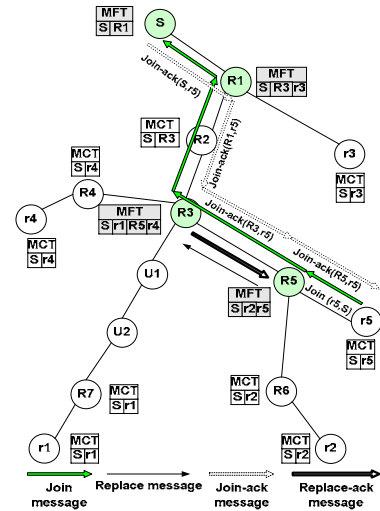 MFT
S R1
S
Join-ack(S,r5)
R1
MFT
S R3 r3
MCT
S R3
R2
Join-ack(R1,r5)
r3
MCT
S r3
MCT
S r4
R4
r4
MCT
S r4
MFT
S r1 R5 r4
R3
Join-ack(R3,r5)
U1
Join-ack(R5,r5)
R5
MFT
S r2 r5
Join (r5,S)
r5
MCT
S r5
U2
R7
MCT
S r1
MCT
S r2
R6
r1
MCT
S r1
MCT
S r2
r2
Join
message
Replace message
Join-ack
message
Replace-ack
message